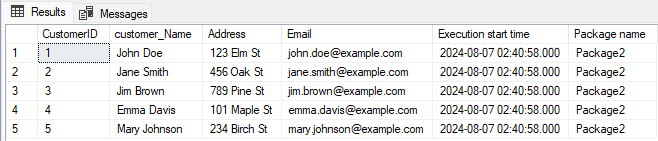 Results Messages
CustomerID customer_Name Address Email Execution start time Package name
1 1 John Doe 123 Elm St john.doe@example.com 2024-08-07 02:40:58.000 Package2
2 2 Jane Smith 456 Oak St jane.smith@example.com 2024-08-07 02:40:58.000 Package2
3 3 Jim Brown 789 Pine St jim.brown@example.com 2024-08-07 02:40:58.000 Package2
4 4 Emma Davis 101 Maple St emma.davis@example.com 2024-08-07 02:40:58.000 Package2
5 5 Mary Johnson 234 Birch St mary.johnson@example.com 2024-08-07 02:40:58.000 Package2